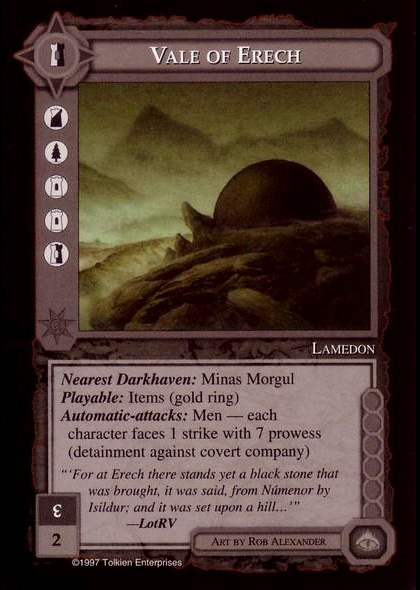 VALE OF ERECH
LAMEDON
Nearest Darkhaven: Minas Morgul
Playable: Items (gold ring)
Automatic-attacks: Men — each
character faces 1 strike with 7 prowess
(detainment against covert company)
“‘For at Erech there stands yet a black stone that
was brought, it was said, from Númenor by
Isildur; and it was set upon a hill...’”
—LotRV
ε
2
ART BY ROB ALEXANDER
©1997 Tolkien Enterprises